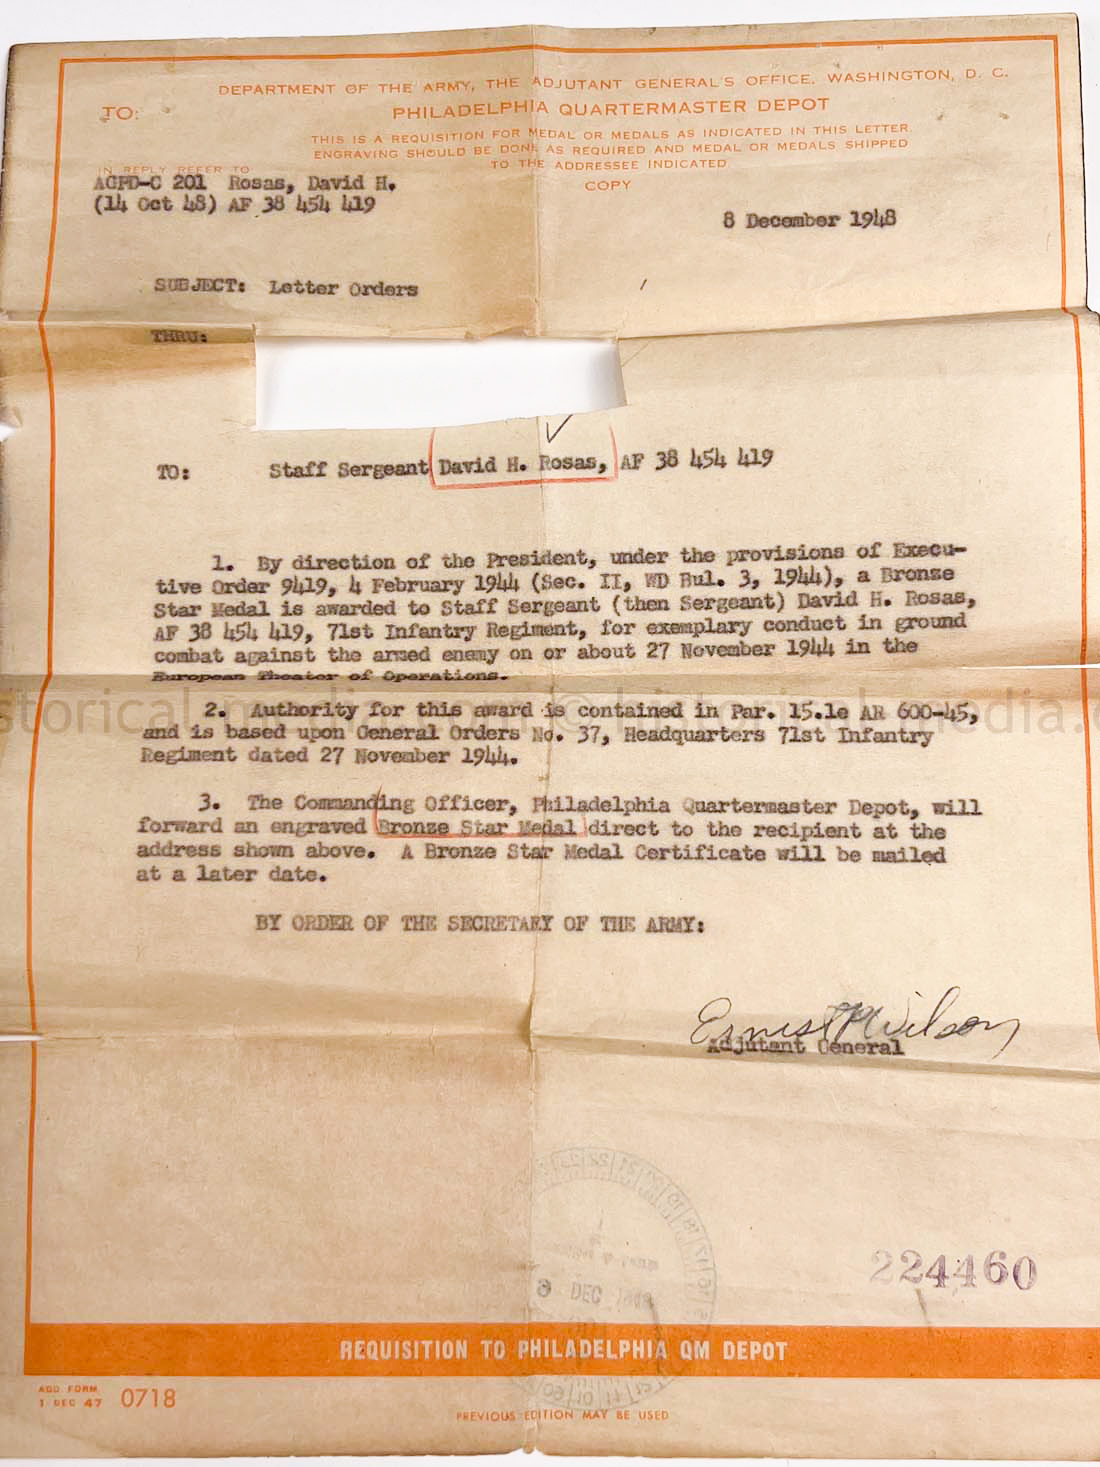 DEPARTMENT OF THE ARMY, THE ADJUTANT GENERAL'S OFFICE, WASHINGTON, D. C.
TO:
PHILADELPHIA QUARTERMASTER DEPOT
THIS IS A REQUISITION FOR MEDAL OR MEDALS AS INDICATED IN THIS LETTER.
ENGRAVING SHOULD BE DONE AS REQUIRED AND MEDAL OR MEDALS SHIPPED
TO THE ADDRESSEE INDICATED
COPY
IN REPLY REFER TO
AGPD-C 201 Rosas, David H.
(14 Oct 48) AF 38 454 419
8 December 1948
SUBJECT: Letter Orders
THRU:
TO: Staff Sergeant David H. Rosas, AF 38 454 419
1. By direction of the President, under the provisions of Execu-
tive Order 9419, 4 February 1944 (Sec. II, WD Bul. 3, 1944), a Bronze
Star Medal is awarded to Staff Sergeant (then Sergeant) David H. Rosas,
AF 38 454 419, 71st Infantry Regiment, for exemplary conduct in ground
combat against the armed enemy on or about 27 November 1944 in the
European Theater of Operations.
2. Authority for this award is contained in Par. 15.1e AR 600-45,
and is based upon General Orders No. 37, Headquarters 71st Infantry
Regiment dated 27 November 1944.
3. The Commanding Officer, Philadelphia Quartermaster Depot, will
forward an engraved Bronze Star Medal direct to the recipient at the
address shown above. A Bronze Star Medal Certificate will be mailed
at a later date.
BY ORDER OF THE SECRETARY OF THE ARMY:
Ernest P Wilson
Adjutant General
DEC 1948
224460
REQUISITION TO PHILADELPHIA QM DEPOT
AGO FORM
1 DEC 47 0718
PREVIOUS EDITION MAY BE USED